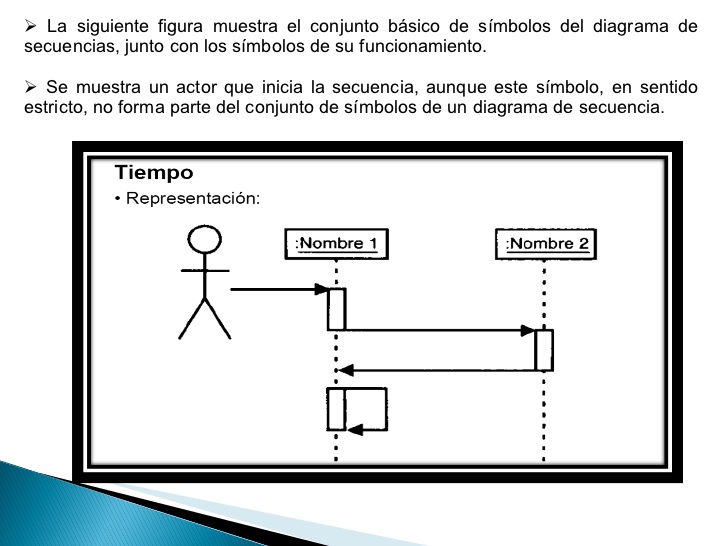 ➢ La siguiente figura muestra el conjunto básico de símbolos del diagrama de
secuencias, junto con los símbolos de su funcionamiento.
➢ Se muestra un actor que inicia la secuencia, aunque este símbolo, en sentido
estricto, no forma parte del conjunto de símbolos de un diagrama de secuencia.
Tiempo
• Representación:
:Nombre 1
:Nombre 2